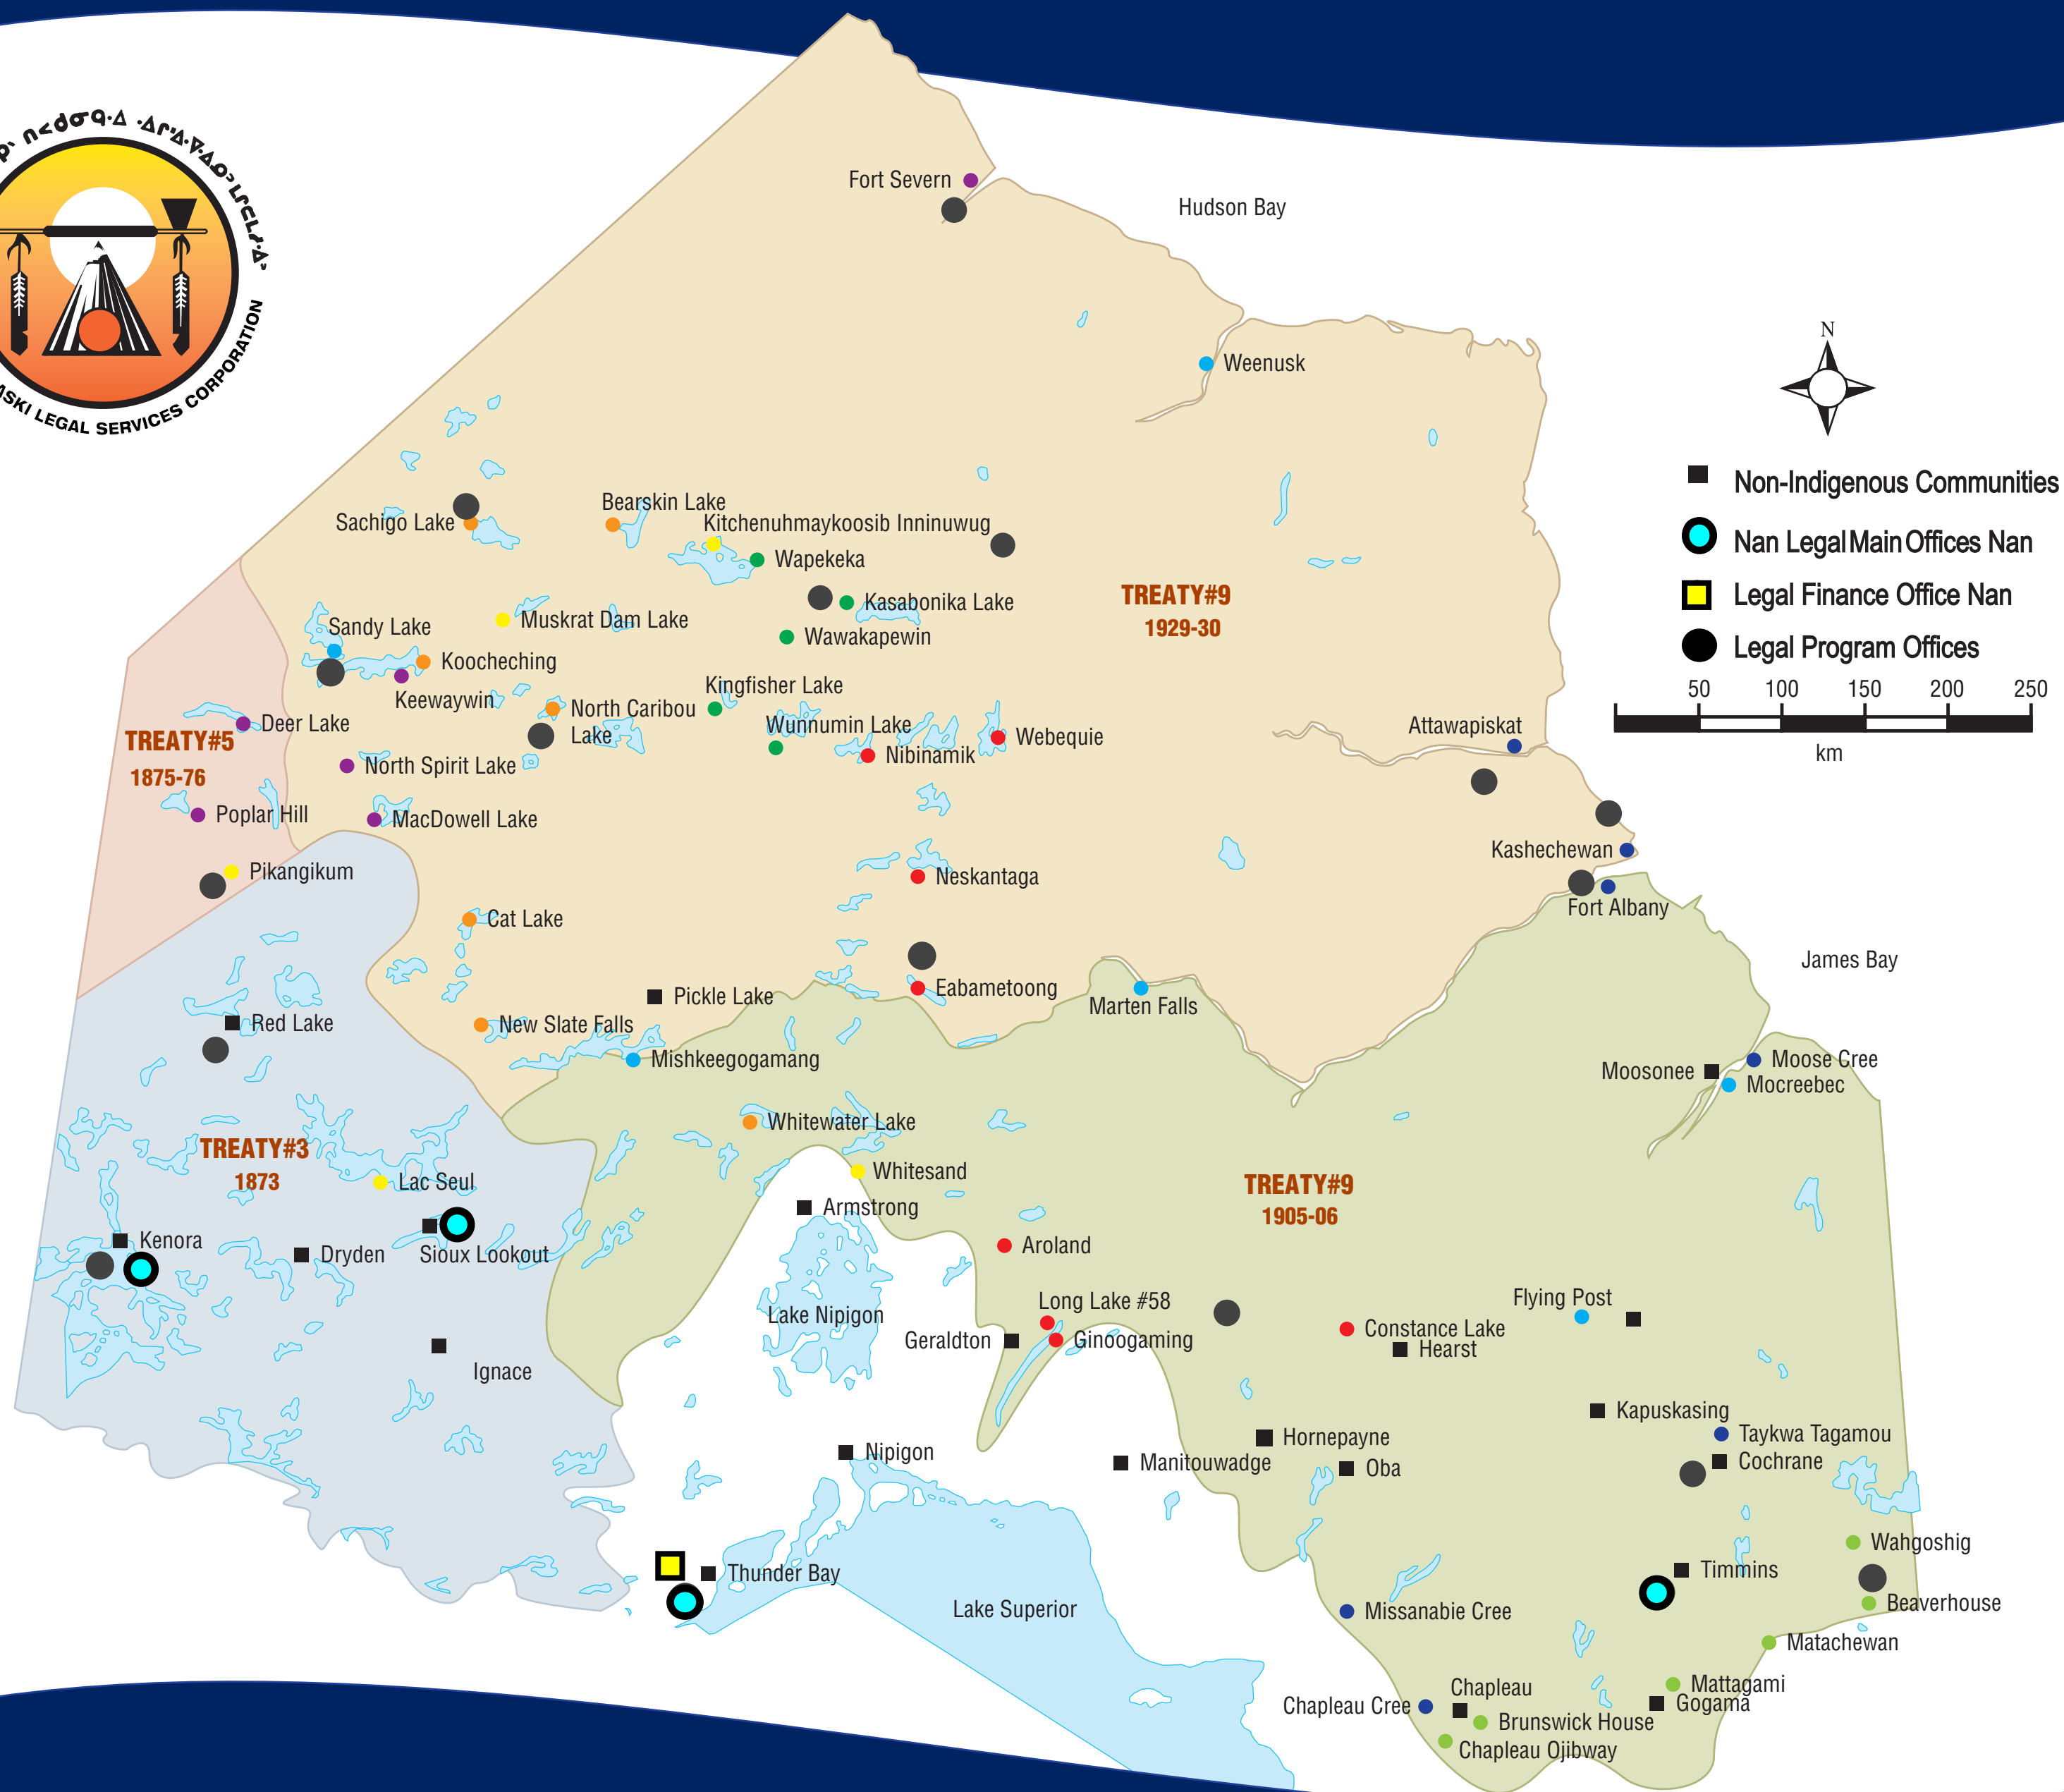 ASKI LEGAL SERVICES CORPORATION
Fort Severn
Hudson Bay
Weenusk
N
Non-Indigenous Communities
Nan Legal Main Offices Nan
Legal Finance Office Nan
Legal Program Offices
50 100 150 200 250
km
Bearskin Lake
Sachigo Lake
Kitchenuhmaykoosib Inninuwug
Wapekeka
TREATY#9
1929-30
Kasabonika Lake
Muskrat Dam Lake
Sandy Lake
Wawakapewin
Koocheching
Keewaywin
Kingfisher Lake
North Caribou
Lake
Deer Lake
Wunnumin Lake
Attawapiskat
Webequie
TREATY#5
1875-76
Nibinamik
North Spirit Lake
Poplar Hill
MacDowell Lake
Kashechewan
Pikangikum
Neskantaga
Fort Albany
Cat Lake
James Bay
Eabametoong
Pickle Lake
Marten Falls
Red Lake
New Slate Falls
Mishkeegogamang
Moose Cree
Moosonee
Mocreebec
Whitewater Lake
TREATY#3
1873
Whitesand
Lac Seul
TREATY#9
1905-06
Armstrong
Kenora
Aroland
Dryden
Sioux Lookout
Flying Post
Long Lake #58
Lake Nipigon
Constance Lake
Geraldton
Ginoogaming
Hearst
Ignace
Kapuskasing
Hornepayne
Taykwa Tagamou
Nipigon
Manitouwadge
Oba
Cochrane
Wahgoshig
Thunder Bay
Timmins
Beaverhouse
Lake Superior
Missanabie Cree
Matachewan
Mattagami
Chapleau
Gogama
Chapleau Cree
Brunswick House
Chapleau Ojibway